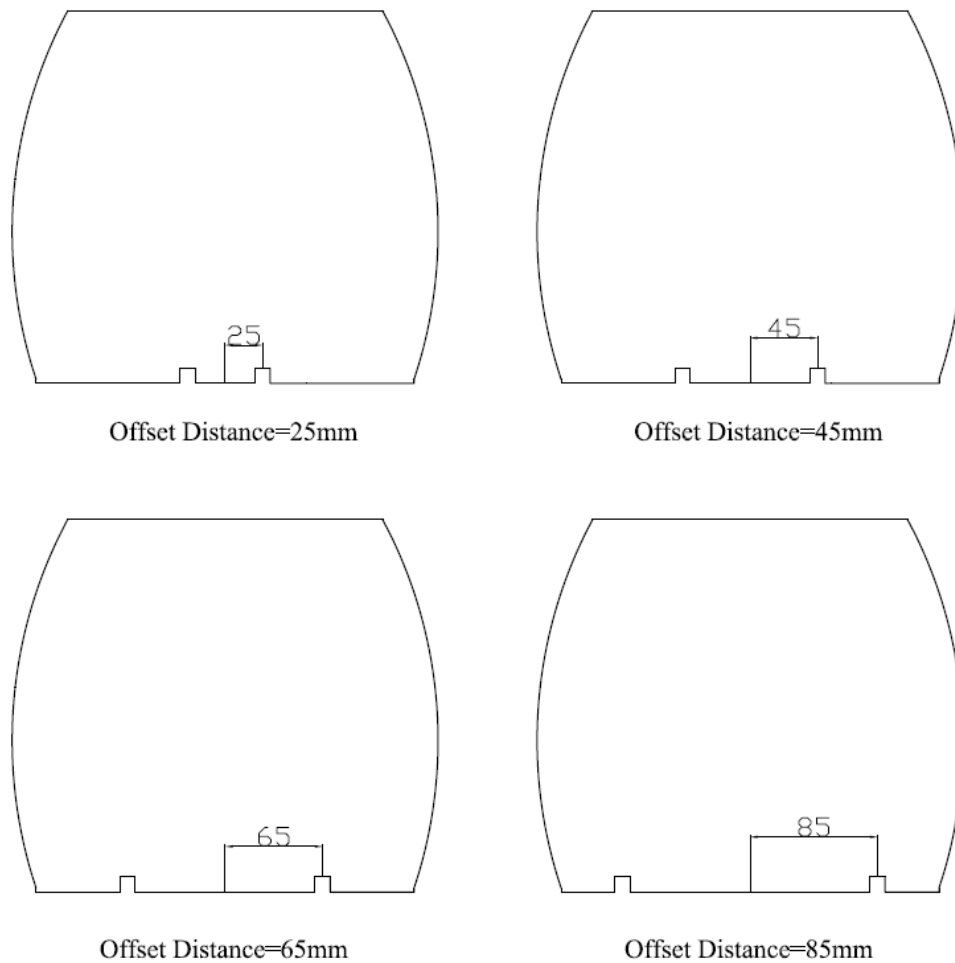 25
45
Offset Distance=25mm
Offset Distance=45mm
65
85
Offset Distance=65mm
Offset Distance=85mm